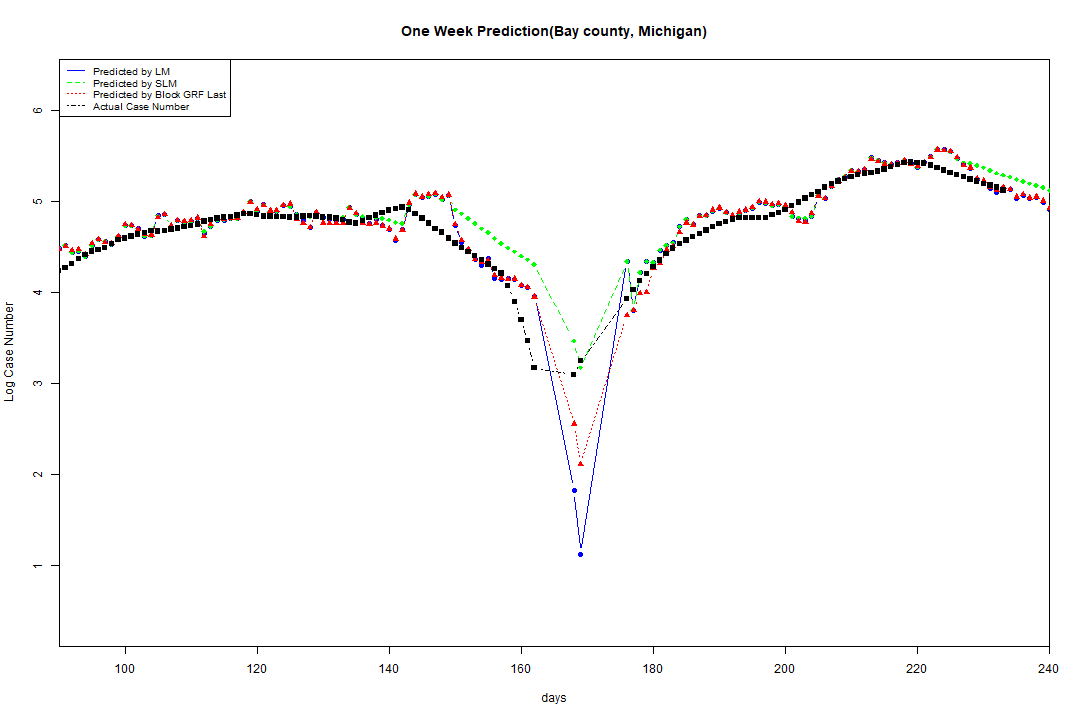 One Week Prediction(Bay county, Michigan)
Predicted by LM
Predicted by SLM
Predicted by Block GRF Last
Actual Case Number
6
5
4
3
2
1
Log Case Number
100 120 140 160 180 200 220 240
days